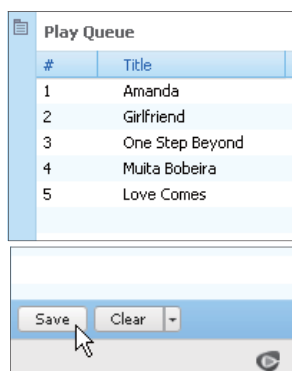 Play Queue
# Title
1 Amanda
2 Girlfriend
3 One Step Beyond
4 Muita Bobeira
5 Love Comes
Save Clear